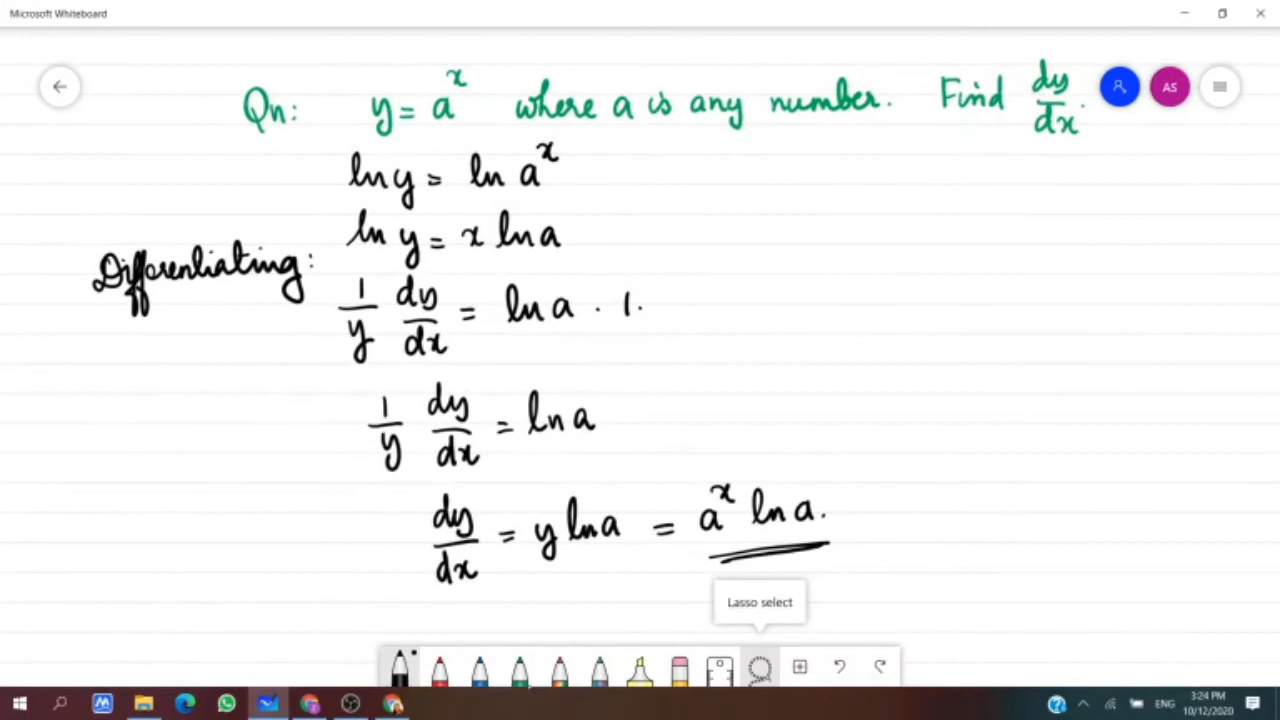 Microsoft Whiteboard
Qn: y = a^x where a is any number. Find dy/dx.
AS
ln y = ln a^x
ln y = x ln a
Differentiating:
1/y dy/dx = ln a · 1.
1/y dy/dx = ln a
dy/dx = y ln a = a^x ln a.
Lasso select
ENG
3:24 PM
10/12/2020